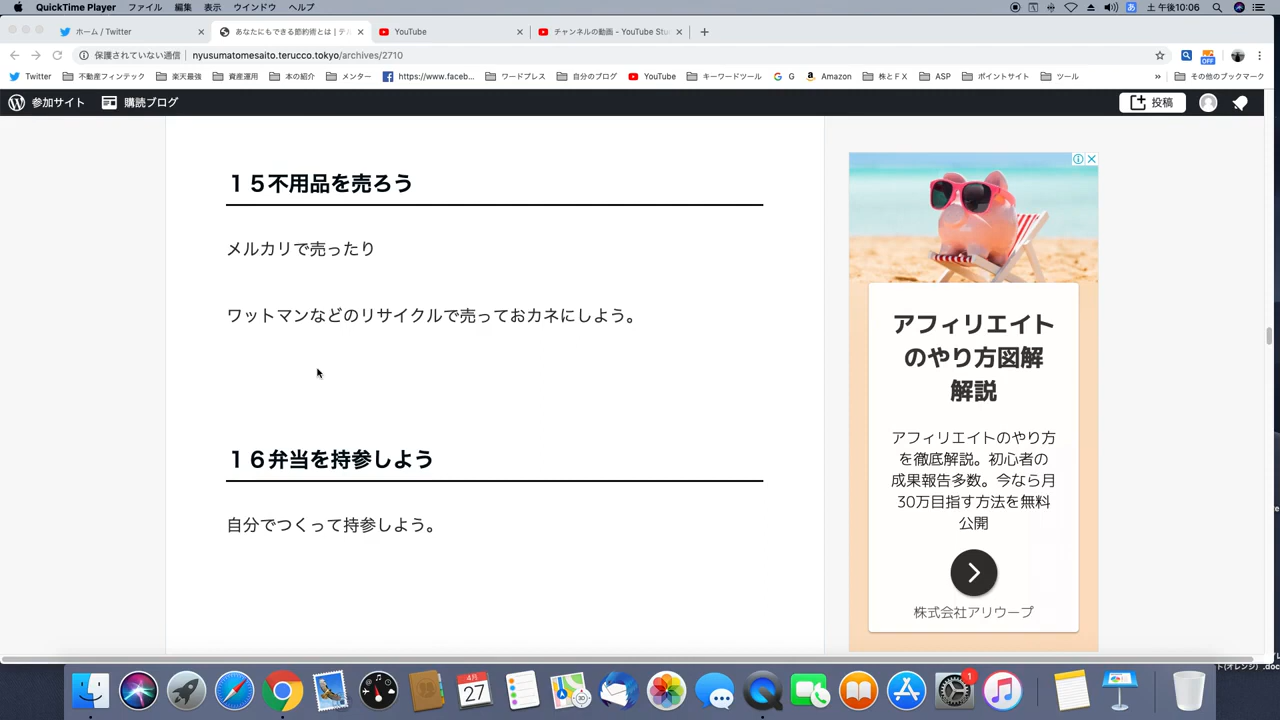 QuickTime Player ファイル 編集 表示 ウインドウ ヘルプ あ 土 午後10:06
ホーム / Twitter あなたにもできる節約術とは | テル YouTube チャンネルの動画 - YouTube Stu
保護されていない通信 | nyusumatomesaito.terucco.tokyo/archives/2710 OFF
Twitter 不動産フィンテック 楽天最強 資産運用 本の紹介 メンター https://www.faceb... ワードプレス 自分のブログ YouTube キーワードツール G Amazon 株とＦＸ ASP ポイントサイト ツール » その他のブックマーク
参加サイト 購読ブログ 投稿
１５不用品を売ろう
メルカリで売ったり
ワットマンなどのリサイクルで売っておカネにしよう。
１６弁当を持参しよう
自分でつくって持参しよう。
アフィリエイト
のやり方図解
解説
アフィリエイトのやり方
を徹底解説。初心者の
成果報告多数。今なら月
30万目指す方法を無料
公開
株式会社アリウープ
ト(オレンジ) .doc
4月
27
1